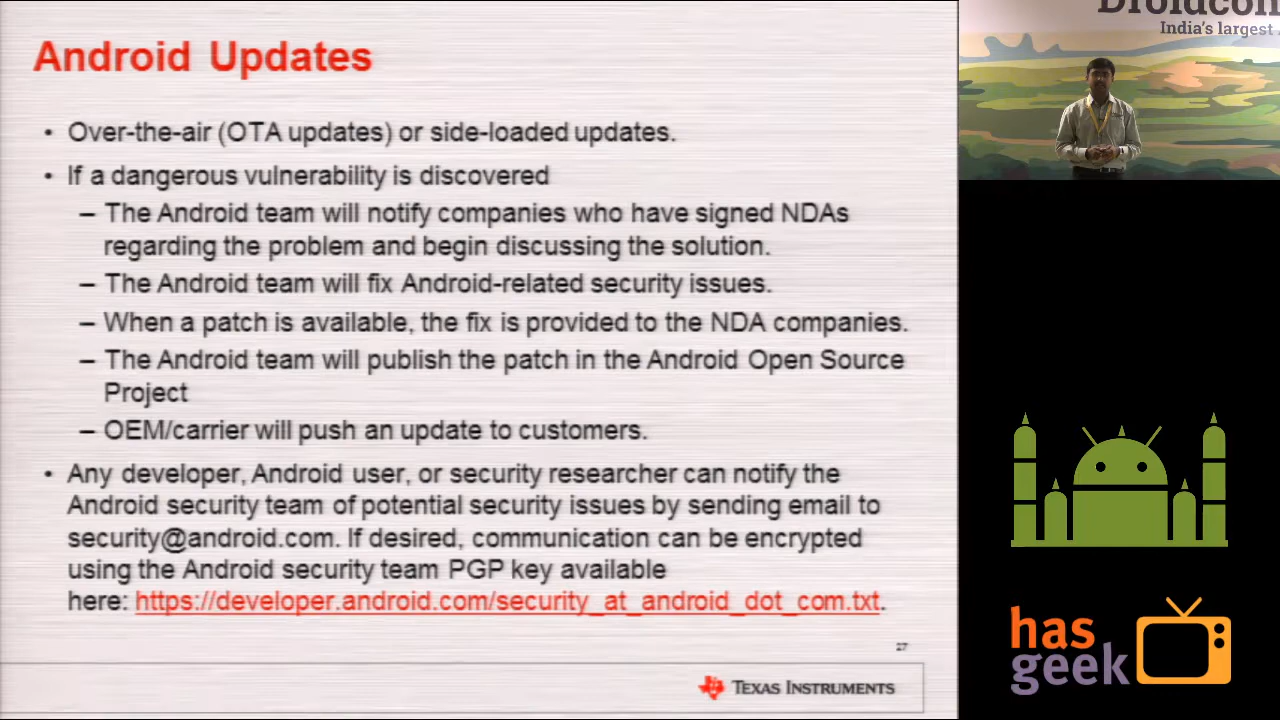 Android Updates
• Over-the-air (OTA updates) or side-loaded updates.
• If a dangerous vulnerability is discovered
– The Android team will notify companies who have signed NDAs
regarding the problem and begin discussing the solution.
– The Android team will fix Android-related security issues.
– When a patch is available, the fix is provided to the NDA companies.
– The Android team will publish the patch in the Android Open Source
Project
– OEM/carrier will push an update to customers.
• Any developer, Android user, or security researcher can notify the
Android security team of potential security issues by sending email to
security@android.com. If desired, communication can be encrypted
using the Android security team PGP key available
here: https://developer.android.com/security_at_android_dot_com.txt.
27
TEXAS INSTRUMENTS
Droidcon
India's largest
has
geek